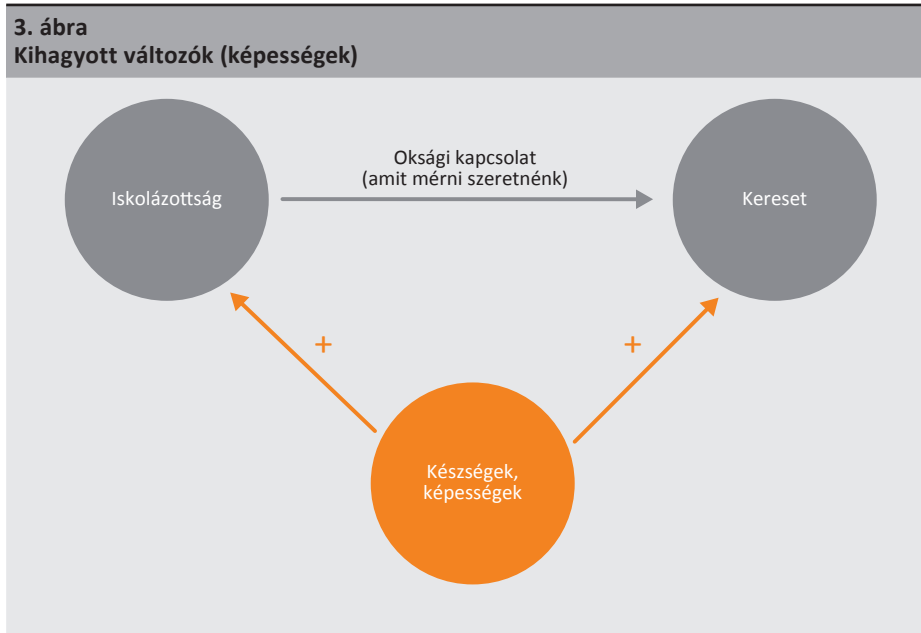 3. ábra
Kihagyott változók (képességek)
Oksági kapcsolat
(amit mérni szeretnénk)
Iskolázottság
Kereset
+
+
Készségek,
képességek